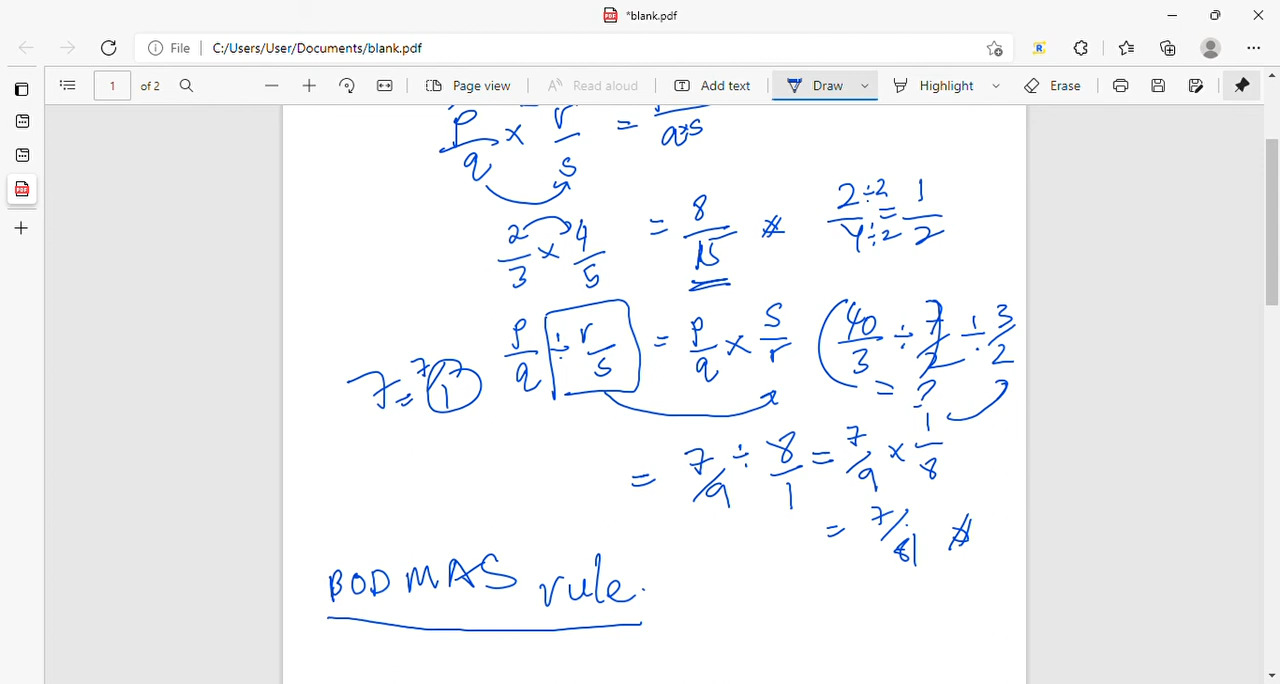 *blank.pdf
File C:/Users/User/Documents/blank.pdf
1 of 2 Page view Read aloud Add text Draw Highlight Erase
p/q × r/s = /q*s
2/3 × 4/5 = 8/15 2÷2/4÷2 = 1/2
p/q ÷ r/s = p/q × s/r (40/3 ÷ 7/2 ÷ 3/2
7 = 7/1 = ?
= 7/9 ÷ 8/1 = 7/9 × 1/8
= 7/81
BODMAS rule.